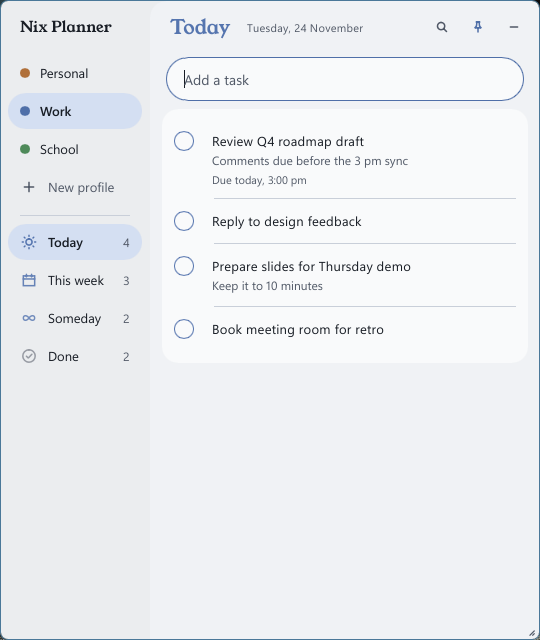 Nix Planner
Personal
Work
School
New profile
Today 4
This week 3
Someday 2
Done 2
Today Tuesday, 24 November
Add a task
Review Q4 roadmap draft
Comments due before the 3 pm sync
Due today, 3:00 pm
Reply to design feedback
Prepare slides for Thursday demo
Keep it to 10 minutes
Book meeting room for retro